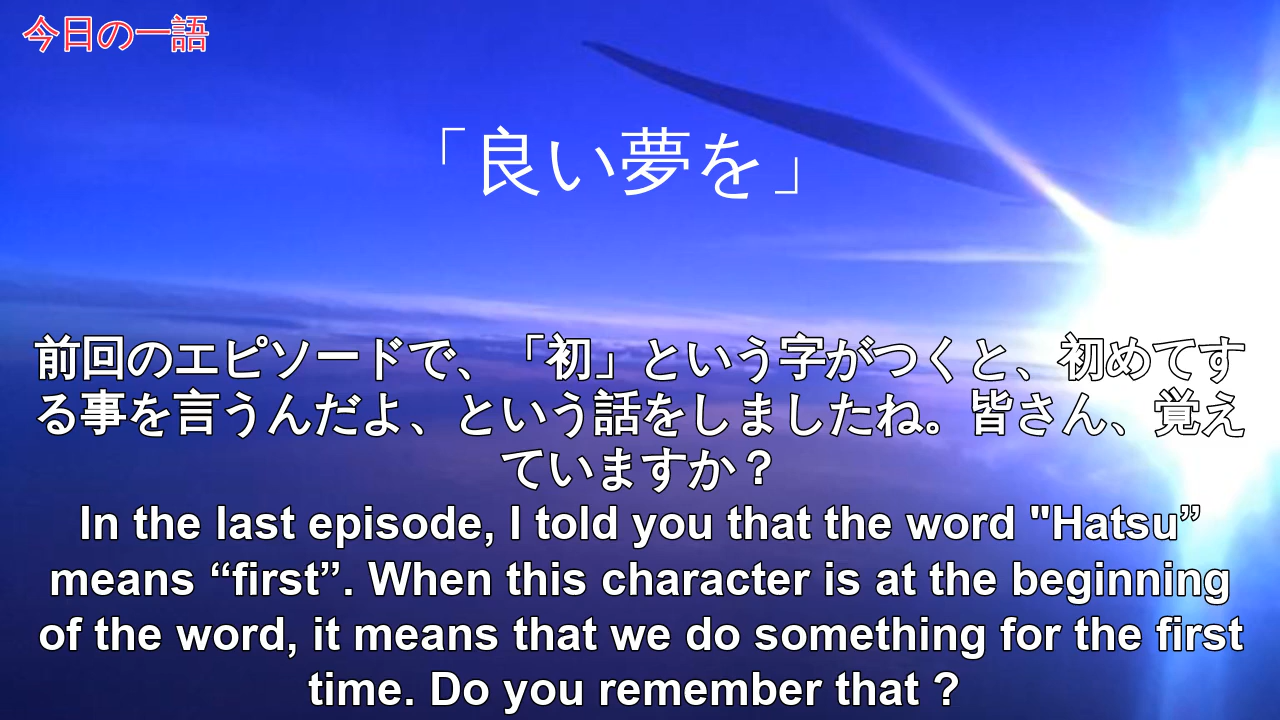 今日の一語
「良い夢を」
前回のエピソードで、「初」という字がつくと、初めてす
る事を言うんだよ、という話をしましたね。皆さん、覚え
ていますか？
In the last episode, I told you that the word "Hatsu”
means “first”. When this character is at the beginning
of the word, it means that we do something for the first
time. Do you remember that ?